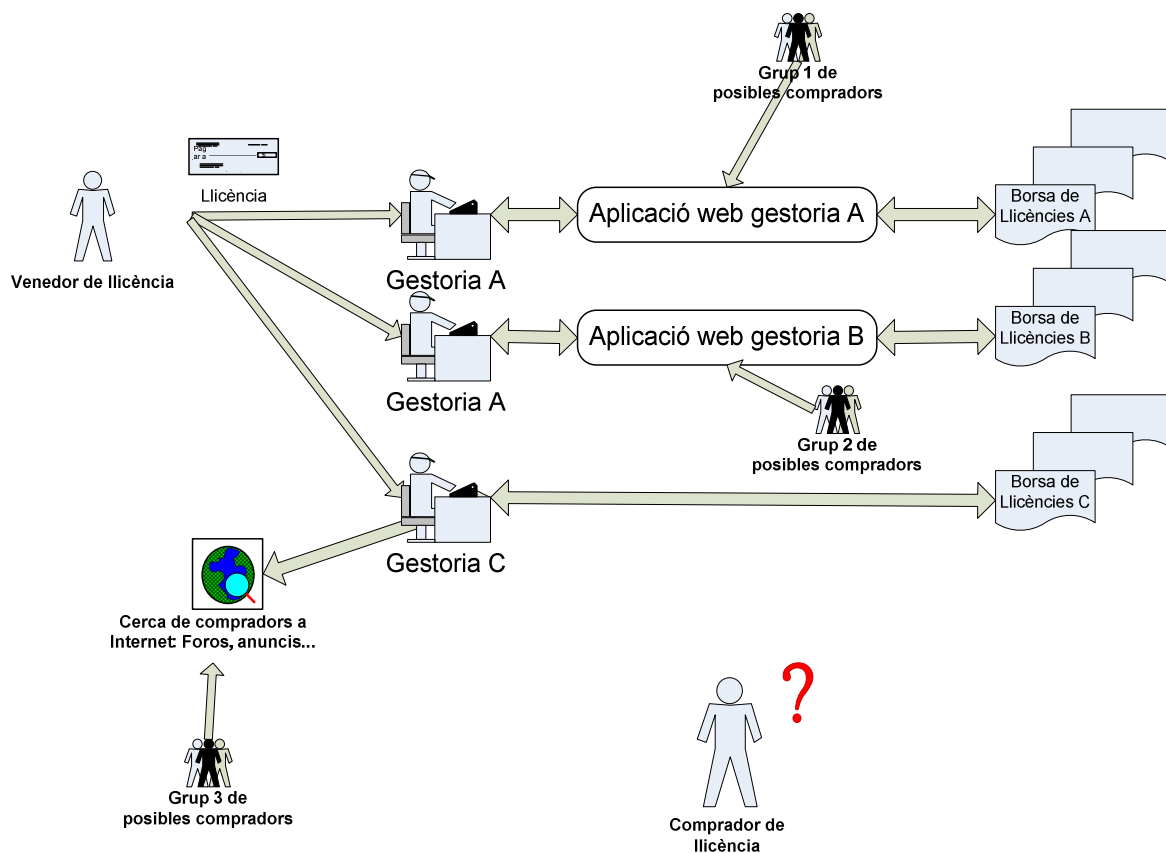 Grup 1 de
posibles compradors
Pag
ar a
Llicència
Venedor de llicència
Gestoria A
Aplicació web gestoria A
Borsa de
Llicències A
Gestoria A
Aplicació web gestoria B
Borsa de
Llicències B
Grup 2 de
posibles compradors
Gestoria C
Borsa de
Llicències C
Cerca de compradors a
Internet: Foros, anuncis...
?
Grup 3 de
posibles compradors
Comprador de
llicència